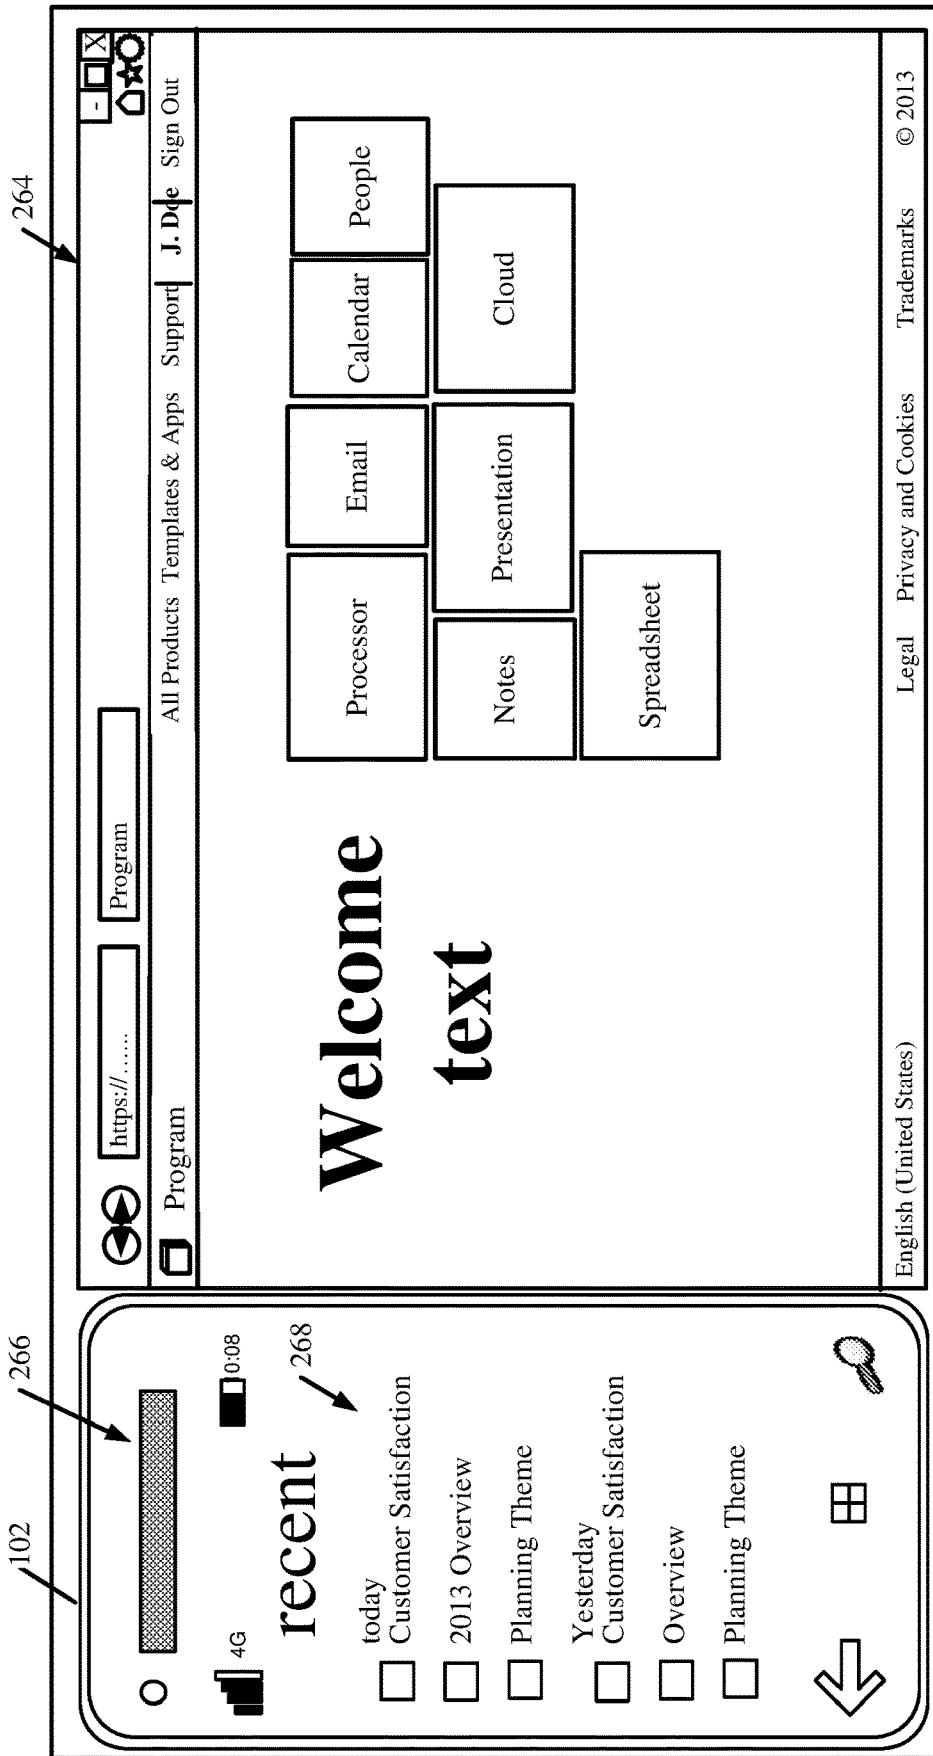 102
266
264
4G
10:08
recent
268
today
Customer Satisfaction
2013 Overview
Planning Theme
Yesterday
Customer Satisfaction
Overview
Planning Theme
https://......
Program
- X
Program
All Products Templates & Apps Support J. Doe Sign Out
Welcome
text
Processor Email Calendar People
Notes Presentation Cloud
Spreadsheet
English (United States) Legal Privacy and Cookies Trademarks © 2013